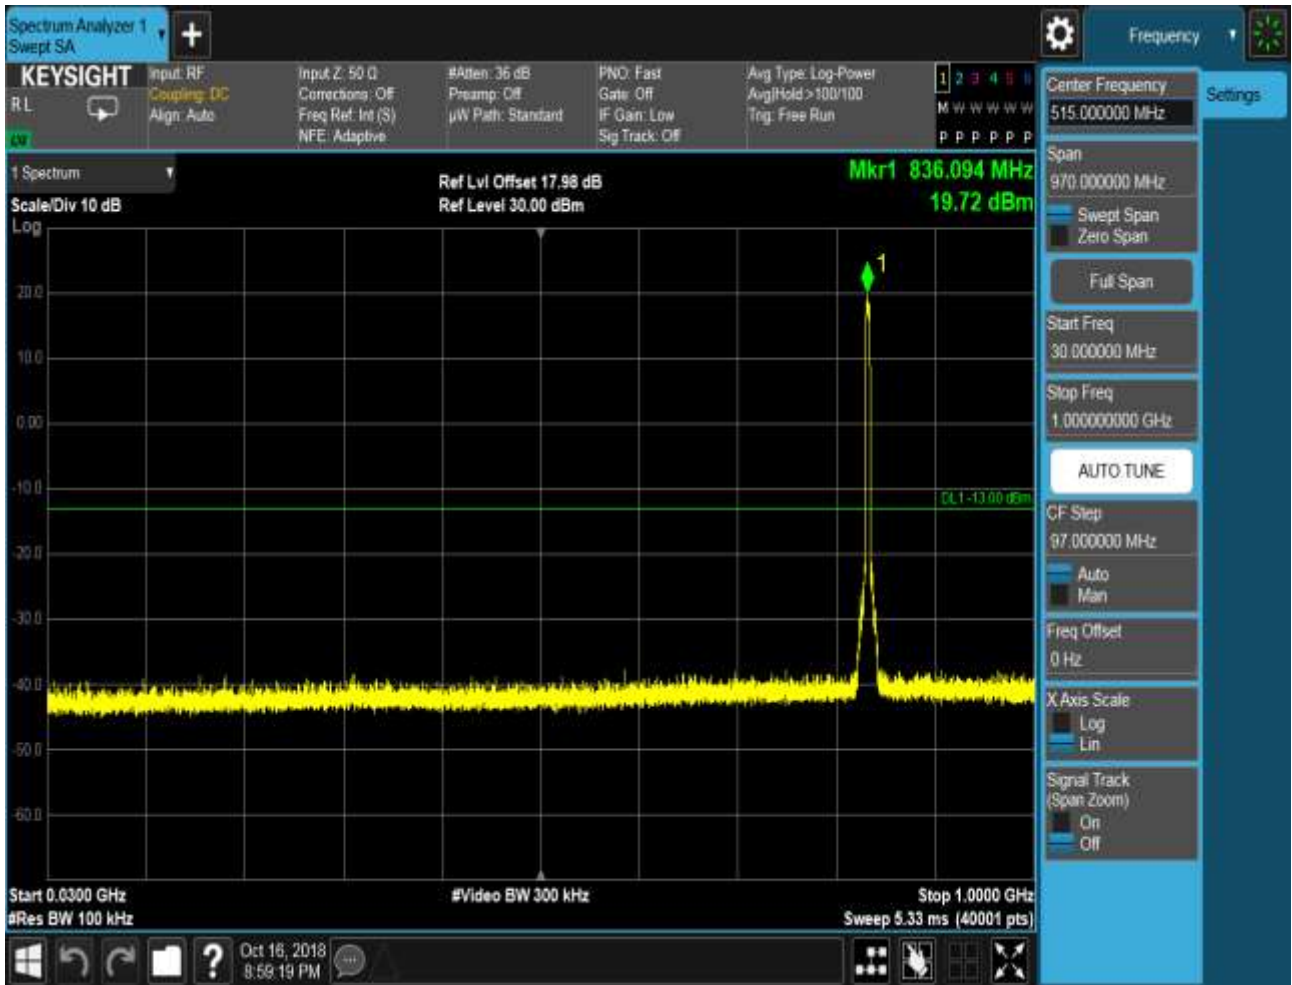 Spectrum Analyzer 1
Swept SA
+
Frequency
KEYSIGHT
R L
Input: RF
Coupling: DC
Align: Auto
Input Z: 50 Ω
Corrections: Off
Freq Ref: Int (S)
NFE: Adaptive
#Atten: 36 dB
Preamp: Off
µW Path: Standard
PNO: Fast
Gate: Off
IF Gain: Low
Sig Track: Off
Avg Type: Log-Power
Avg|Hold:>100/100
Trig: Free Run
1 2 3 4 5 6
M W W W W W
P P P P P P
1 Spectrum
Scale/Div 10 dB
Log
Ref Lvl Offset 17.98 dB
Ref Level 30.00 dBm
Mkr1 836.094 MHz
19.72 dBm
1
20.0
10.0
0.00
-10.0
-20.0
-30.0
-40.0
-50.0
-60.0
DL1 -13.00 dBm
Start 0.0300 GHz
#Res BW 100 kHz
#Video BW 300 kHz
Stop 1.0000 GHz
Sweep 5.33 ms (40001 pts)
Center Frequency
515.000000 MHz
Settings
Span
970.000000 MHz
Swept Span
Zero Span
Full Span
Start Freq
30.000000 MHz
Stop Freq
1.000000000 GHz
AUTO TUNE
CF Step
97.000000 MHz
Auto
Man
Freq Offset
0 Hz
X Axis Scale
Log
Lin
Signal Track
(Span Zoom)
On
Off
?
Oct 16, 2018
8:59:19 PM